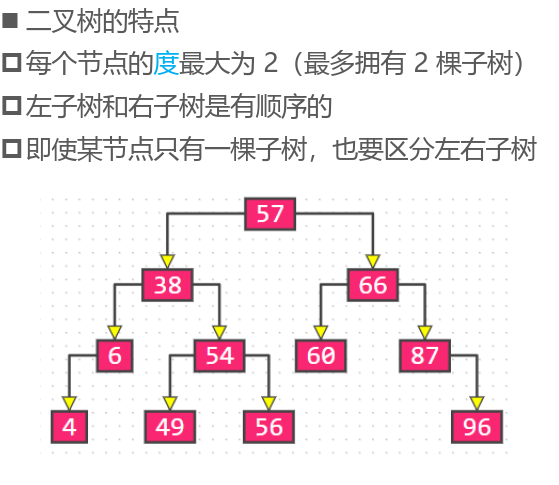 ■ 二叉树的特点
每个节点的度最大为 2（最多拥有 2 棵子树）
左子树和右子树是有顺序的
即使某节点只有一棵子树，也要区分左右子树
57
38 66
6 54 60 87
4 49 56 96